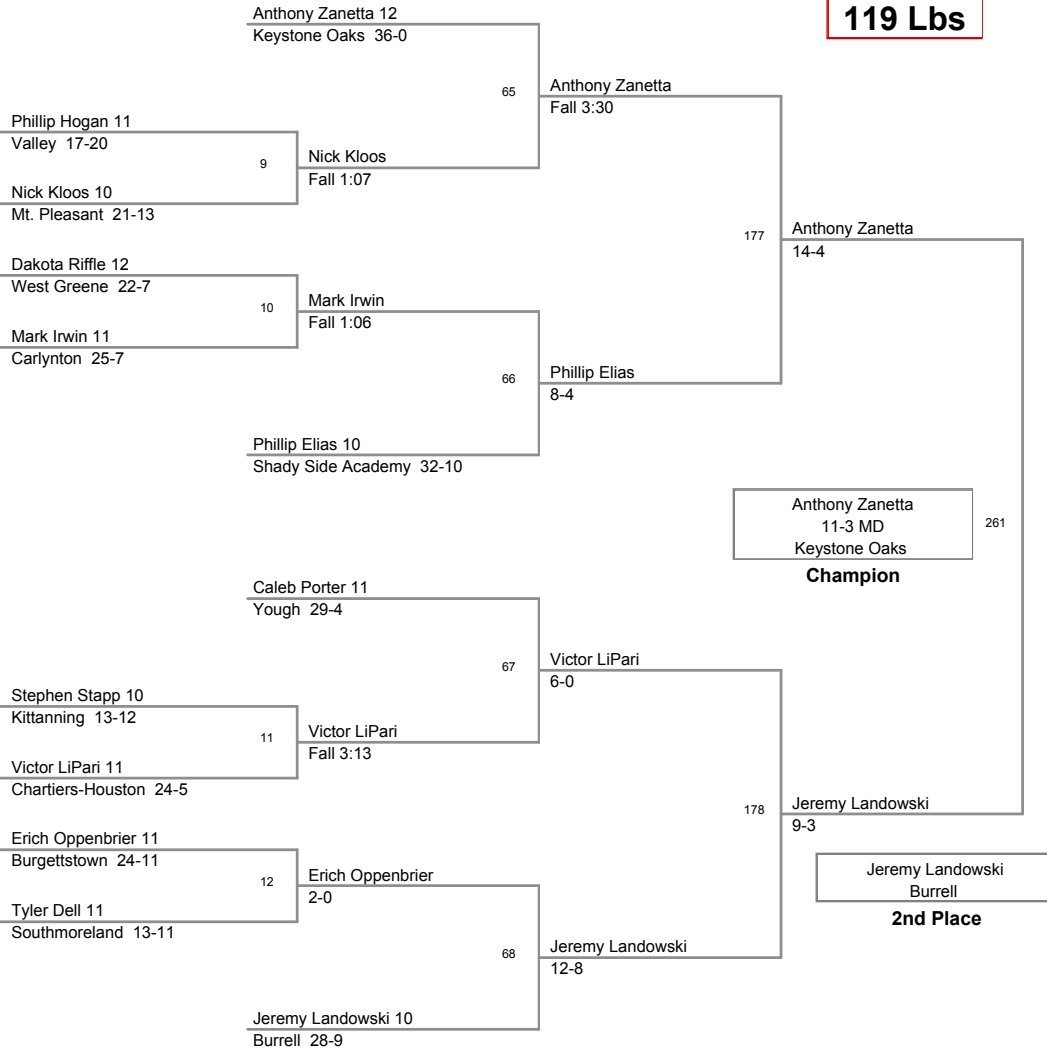 119 Lbs
Anthony Zanetta 12
Keystone Oaks 36-0
65
Anthony Zanetta
Fall 3:30
Phillip Hogan 11
Valley 17-20
9
Nick Kloos
Fall 1:07
Nick Kloos 10
Mt. Pleasant 21-13
177
Anthony Zanetta
14-4
Dakota Riffle 12
West Greene 22-7
10
Mark Irwin
Fall 1:06
Mark Irwin 11
Carlynton 25-7
66
Phillip Elias
8-4
Phillip Elias 10
Shady Side Academy 32-10
Anthony Zanetta
11-3 MD
Keystone Oaks
261
Champion
Caleb Porter 11
Yough 29-4
67
Victor LiPari
6-0
Stephen Stapp 10
Kittanning 13-12
11
Victor LiPari
Fall 3:13
Victor LiPari 11
Chartiers-Houston 24-5
178
Jeremy Landowski
9-3
Erich Oppenbrier 11
Burgettstown 24-11
12
Erich Oppenbrier
2-0
Tyler Dell 11
Southmoreland 13-11
Jeremy Landowski
Burrell
2nd Place
68
Jeremy Landowski
12-8
Jeremy Landowski 10
Burrell 28-9